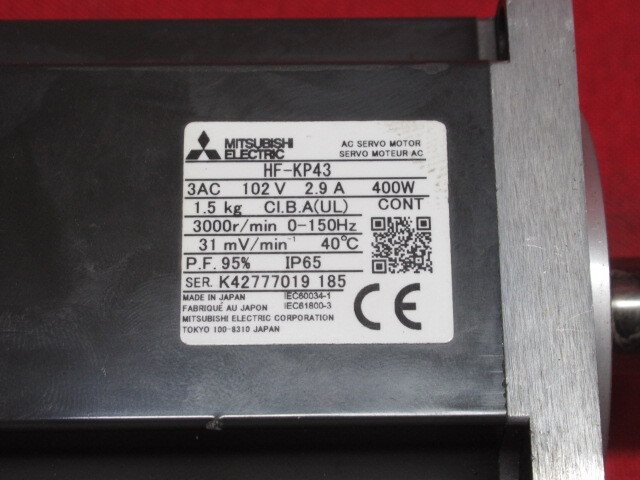 MITSUBISHI ELECTRIC
AC SERVO MOTOR
SERVO MOTEUR AC
HF-KP43
3AC 102 V 2.9 A 400W
1.5 kg Cl.B.A(UL) CONT
3000r/min 0-150Hz
31 mV/min⁻¹ 40℃
P.F. 95% IP65
SER. K42777019 185
MADE IN JAPAN IEC60034-1
FABRIQUÉ AU JAPON IEC61800-3
MITSUBISHI ELECTRIC CORPORATION
TOKYO 100-8310 JAPAN
CE